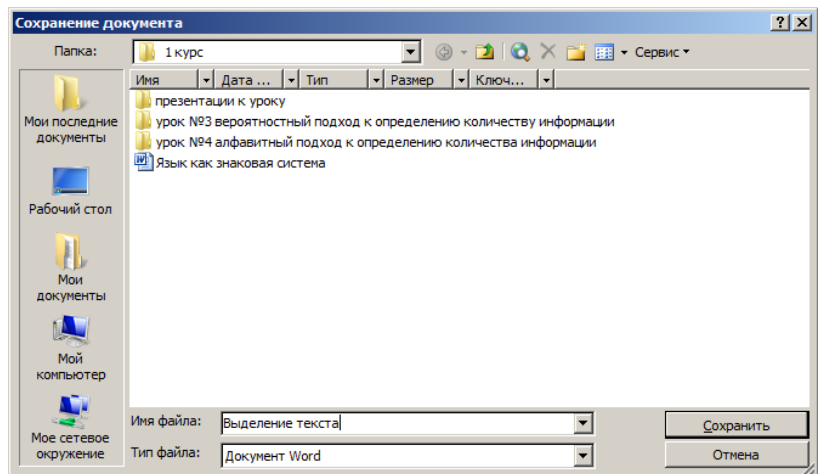 Сохранение документа
Папка:
1 курс
Сервис
Имя Дата ... Тип Размер Ключ...
Мои последние
документы
Рабочий стол
Мои
документы
Мой
компьютер
Мое сетевое
окружение
презентации к уроку
урок №3 вероятностный подход к определению количеству информации
урок №4 алфавитный подход к определению количества информации
Язык как знаковая система
Имя файла:
Выделение текста
Сохранить
Тип файла:
Документ Word
Отмена